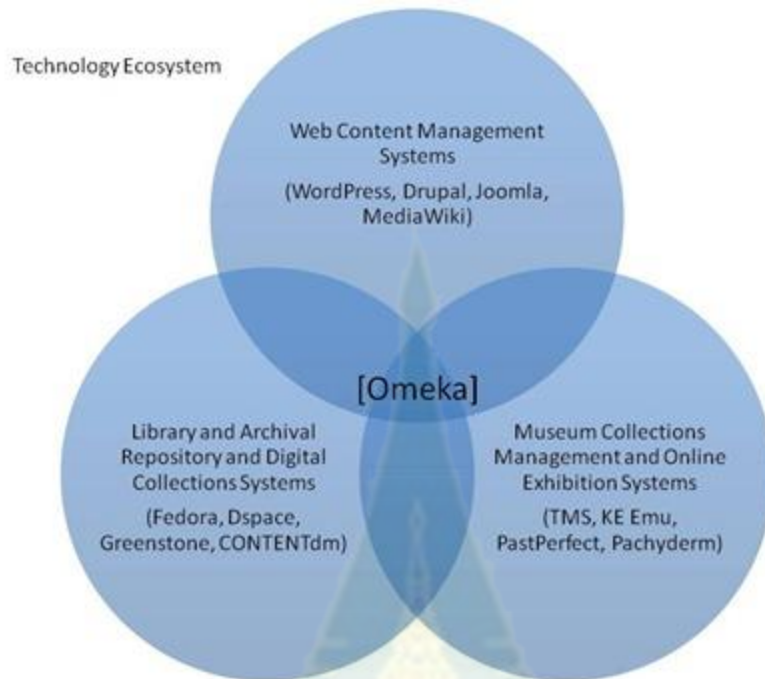 Technology Ecosystem
Web Content Management
Systems
(WordPress, Drupal, Joomla,
MediaWiki)
[Omeka]
Library and Archival
Repository and Digital
Collections Systems
(Fedora, Dspace,
Greenstone, CONTENTdm)
Museum Collections
Management and Online
Exhibition Systems
(TMS, KE Emu,
PastPerfect, Pachyderm)